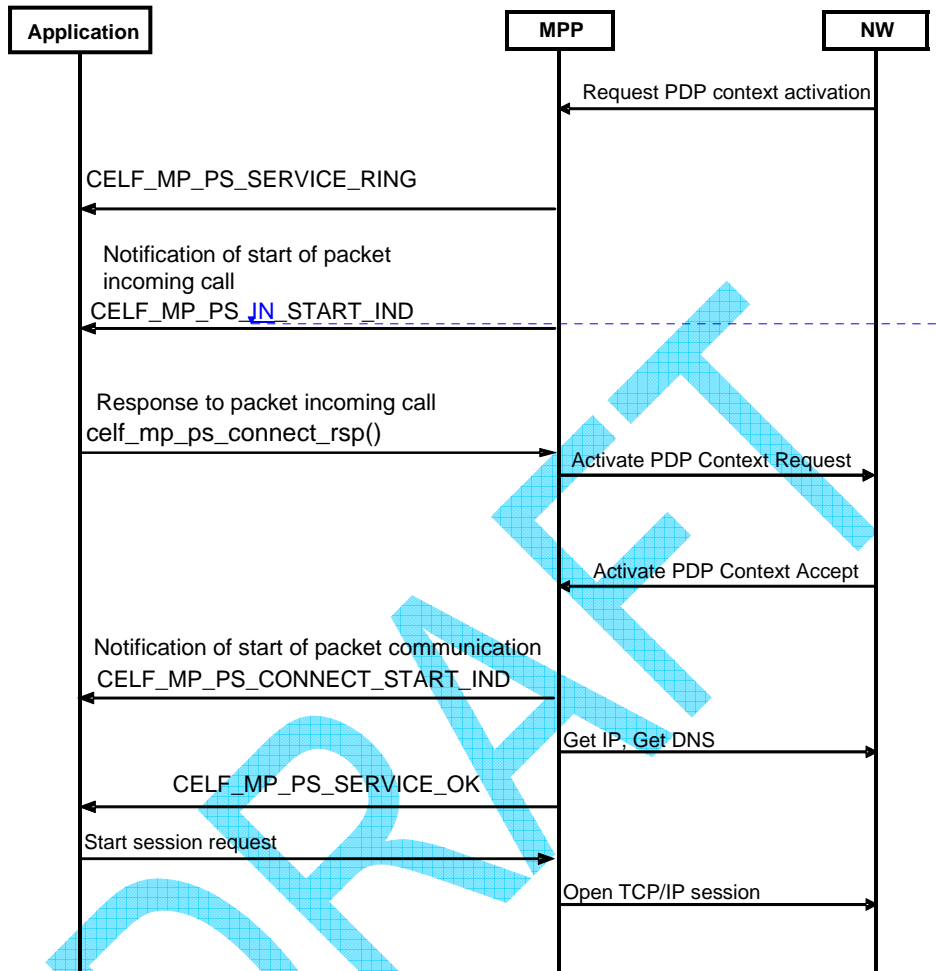 Application
MPP
NW
Request PDP context activation
CELF_MP_PS_SERVICE_RING
Notification of start of packet
incoming call
CELF_MP_PS_IN_START_IND
Response to packet incoming call
celf_mp_ps_connect_rsp()
Activate PDP Context Request
Activate PDP Context Accept
Notification of start of packet communication
CELF_MP_PS_CONNECT_START_IND
Get IP, Get DNS
CELF_MP_PS_SERVICE_OK
Start session request
Open TCP/IP session
DRAFT